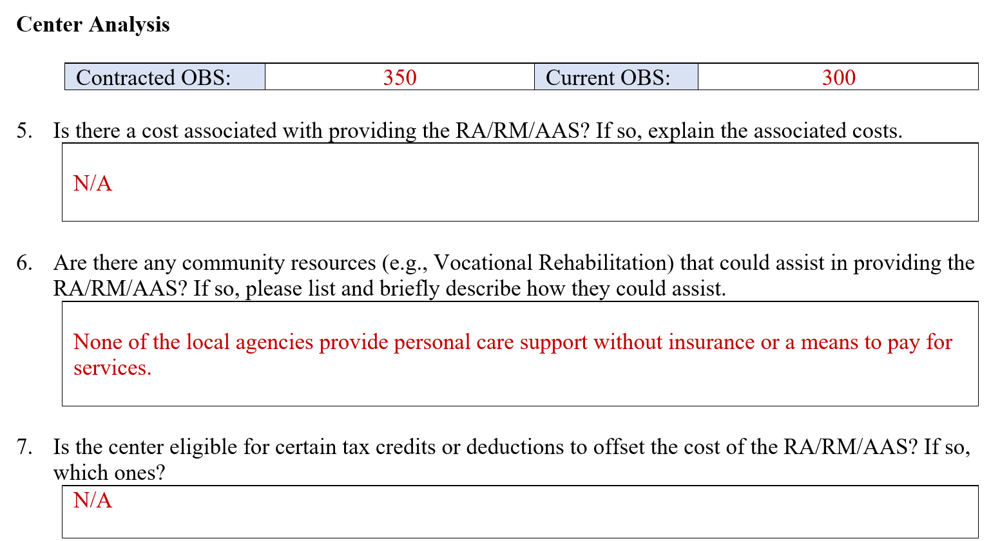 Center Analysis
Contracted OBS: 350 Current OBS: 300
5. Is there a cost associated with providing the RA/RM/AAS? If so, explain the associated costs.
N/A
6. Are there any community resources (e.g., Vocational Rehabilitation) that could assist in providing the
RA/RM/AAS? If so, please list and briefly describe how they could assist.
None of the local agencies provide personal care support without insurance or a means to pay for
services.
7. Is the center eligible for certain tax credits or deductions to offset the cost of the RA/RM/AAS? If so,
which ones?
N/A